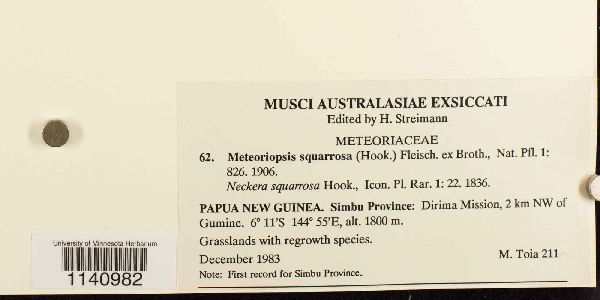 MUSCI AUSTRALASIAE EXSICCATI
Edited by H. Streimann
METEORIACEAE
62. Meteoriopsis squarrosa (Hook.) Fleisch. ex Broth., Nat. Pfl. 1:
826. 1906.
Neckera squarrosa Hook., Icon. Pl. Rar. 1: 22. 1836.
PAPUA NEW GUINEA. Simbu Province: Dirima Mission, 2 km NW of
Gumine. 6° 11'S 144° 55'E, alt. 1800 m.
Grasslands with regrowth species.
December 1983 M. Toia 211
Note: First record for Simbu Province.
University of Minnesota Herbarium
1140982